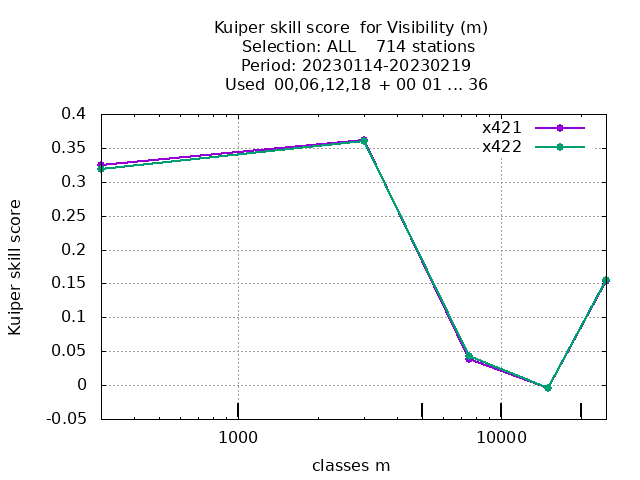 Kuiper skill score  for Visibility (m)
Selection: ALL    714 stations
Period: 20230114-20230219
Used  00,06,12,18 + 00 01 ... 36
x421
x422
0.4
0.35
0.3
0.25
0.2
0.15
0.1
0.05
0
-0.05
Kuiper skill score
1000
10000
classes m